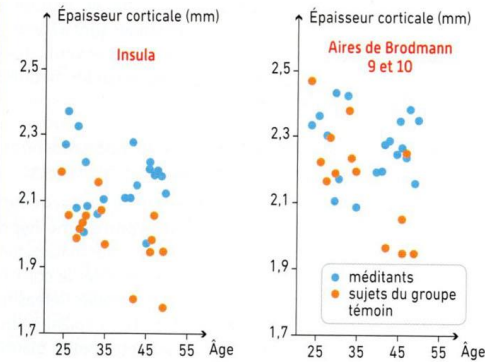 Épaisseur corticale (mm)
Insula
2,5
2,3
2,1
1,9
1,7
25 35 45 55 Âge
Épaisseur corticale (mm)
Aires de Brodmann
9 et 10
2,5
2,3
2,1
1,9
1,7
25 35 45 55 Âge
méditants
sujets du groupe
témoin